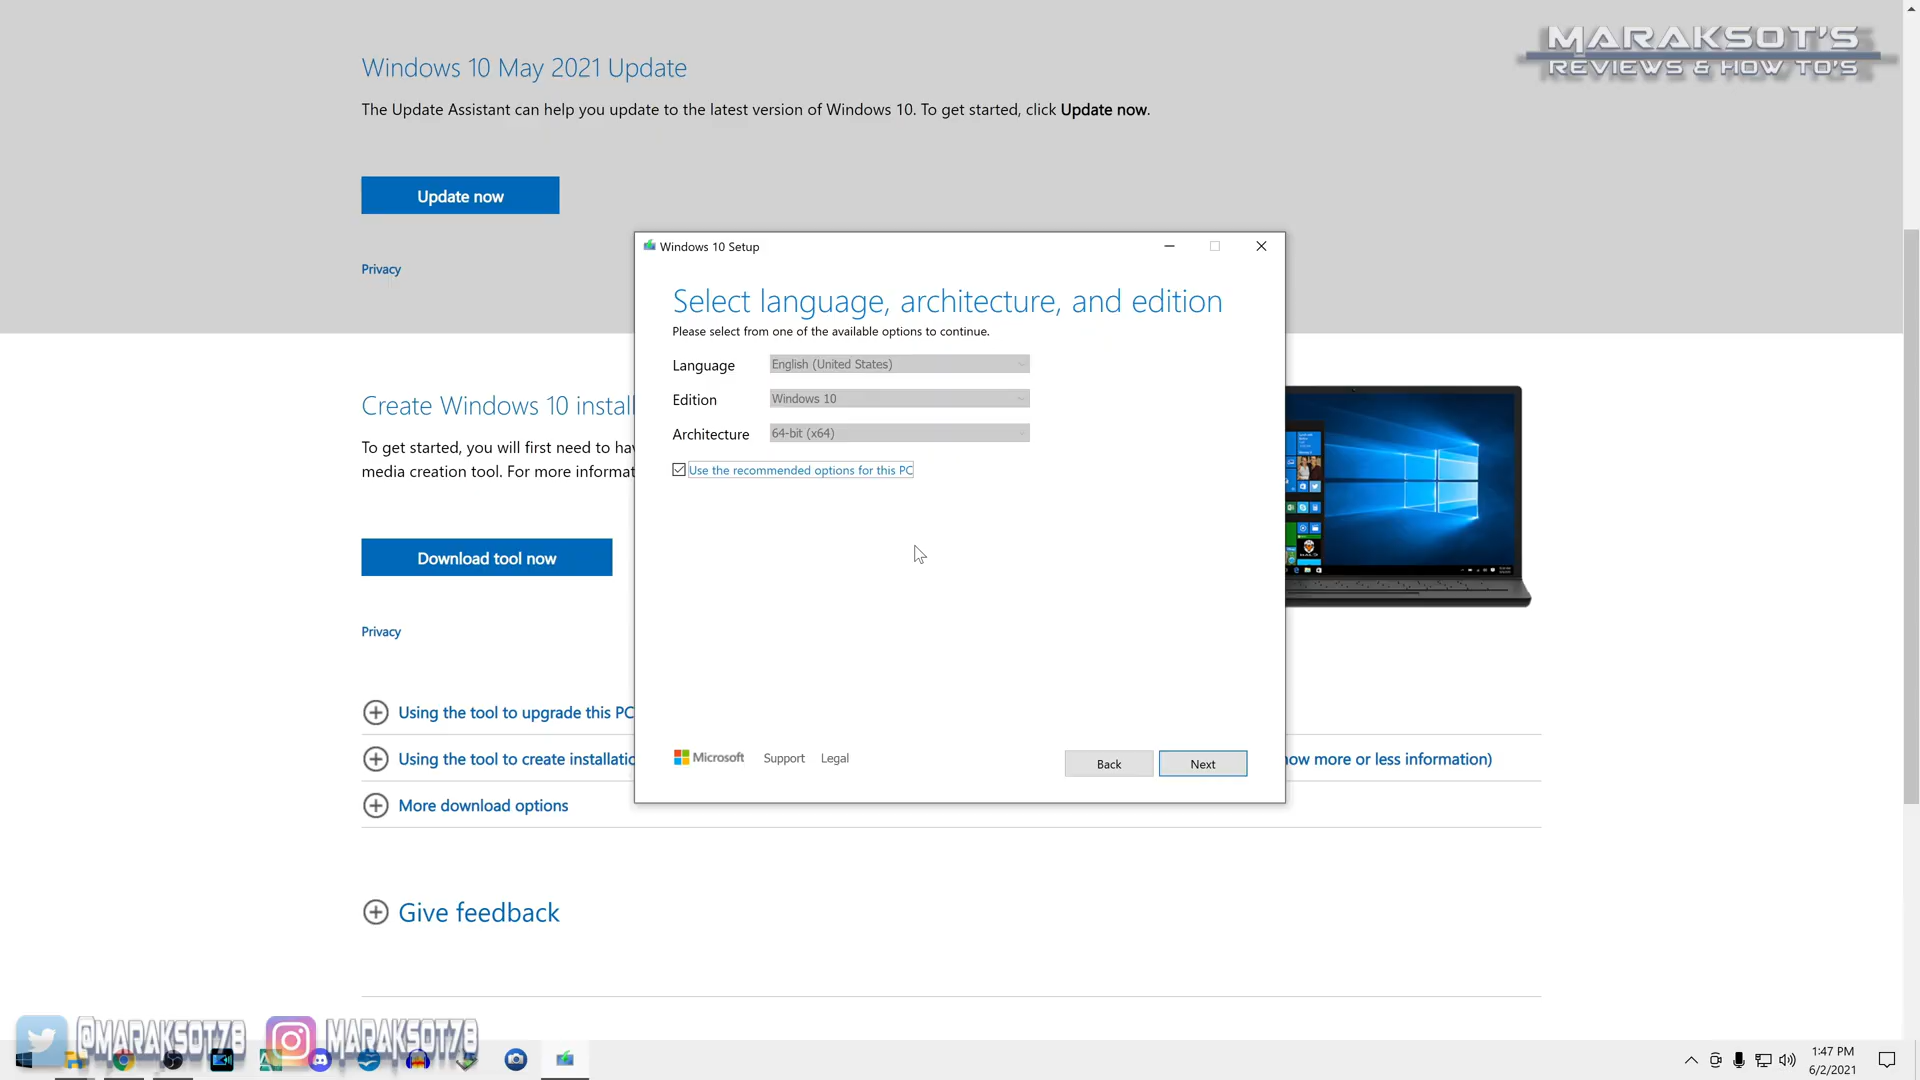 MARAKSOT'S
REVIEWS & HOW TO'S
Windows 10 May 2021 Update
The Update Assistant can help you update to the latest version of Windows 10. To get started, click Update now.
Update now
Privacy
Windows 10 Setup
Select language, architecture, and edition
Please select from one of the available options to continue.
Language English (United States)
Edition Windows 10
Architecture 64-bit (x64)
Use the recommended options for this PC
Microsoft Support Legal
Back Next
Create Windows 10 install
To get started, you will first need to hav
media creation tool. For more informat
Download tool now
Privacy
Using the tool to upgrade this PC
Using the tool to create installatio
ow more or less information)
More download options
Give feedback
@MARAKSOT78 MARAKSOT78
1:47 PM
6/2/2021